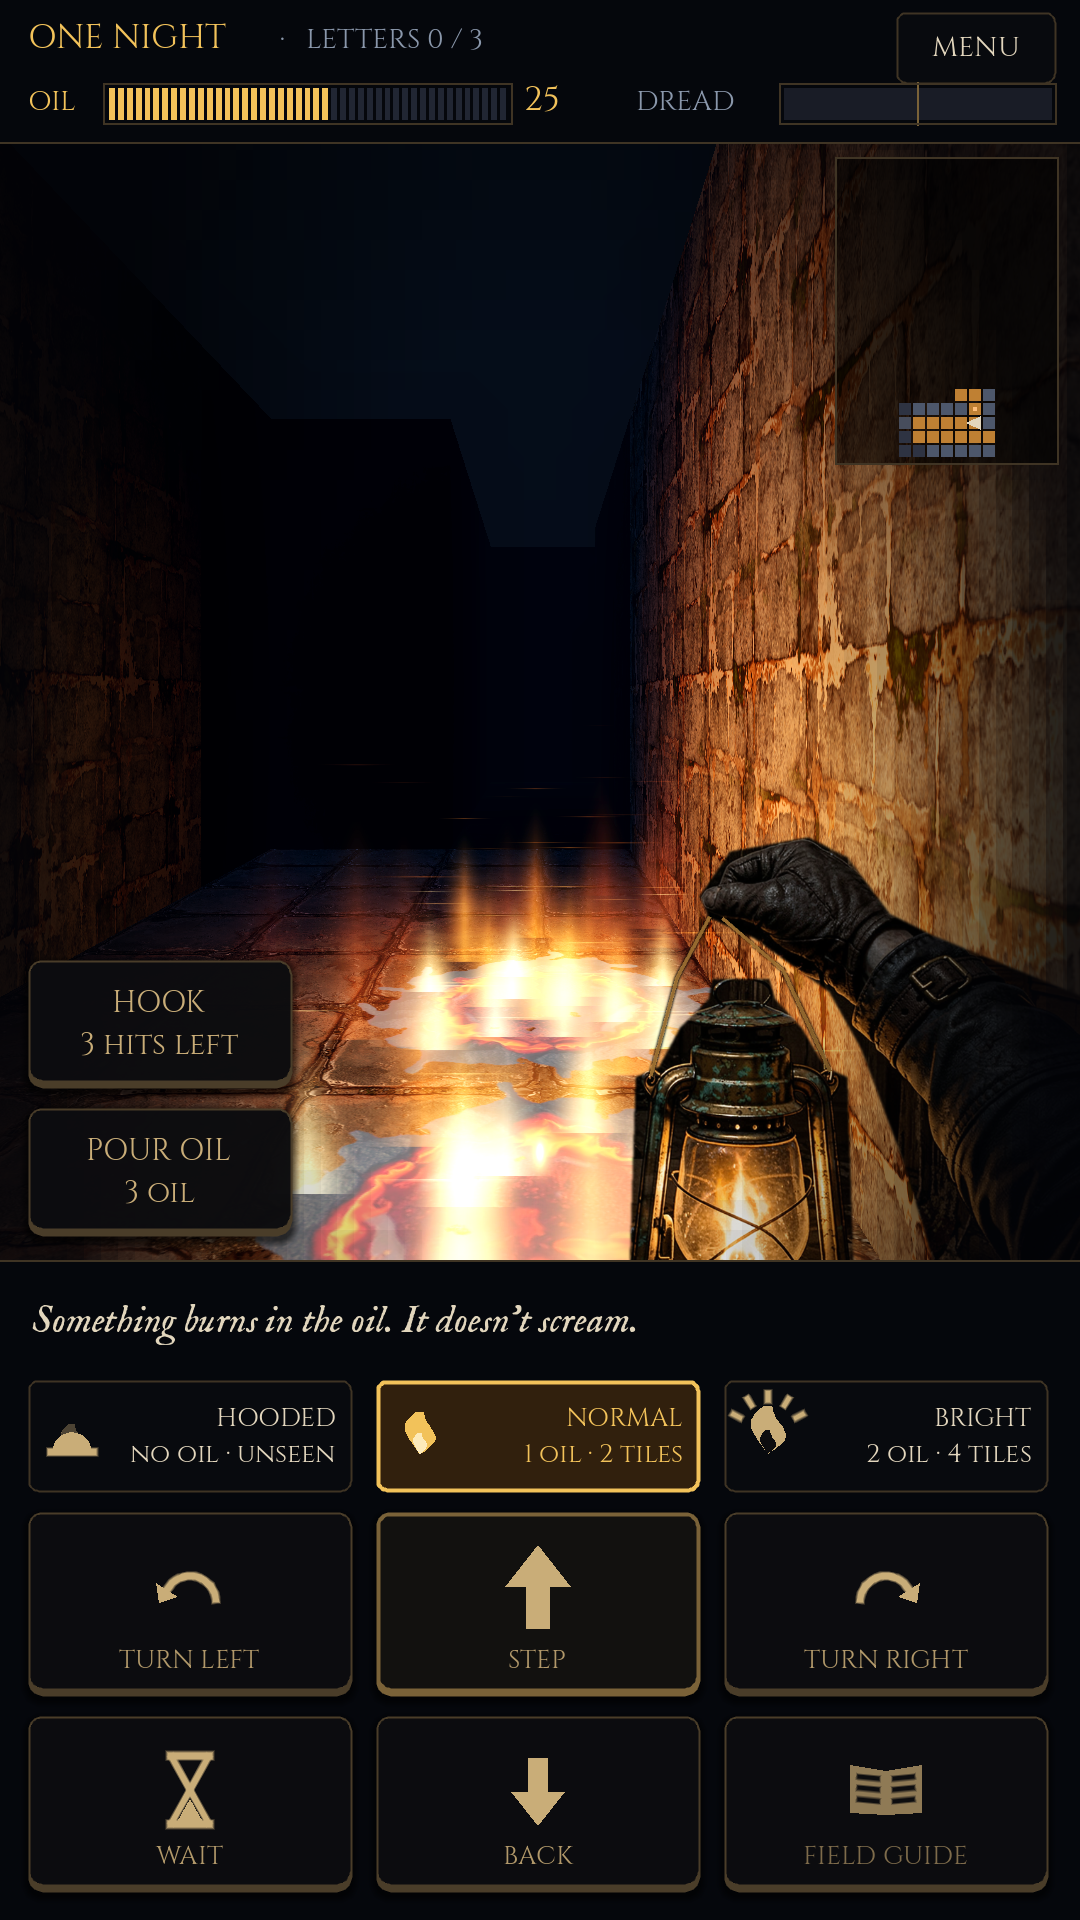 ONE NIGHT · LETTERS 0 / 3
MENU
OIL 25 DREAD
HOOK
3 HITS LEFT
POUR OIL
3 OIL
Something burns in the oil. It doesn't scream.
HOODED
NO OIL · UNSEEN
NORMAL
1 OIL · 2 TILES
BRIGHT
2 OIL · 4 TILES
TURN LEFT
STEP
TURN RIGHT
WAIT
BACK
FIELD GUIDE